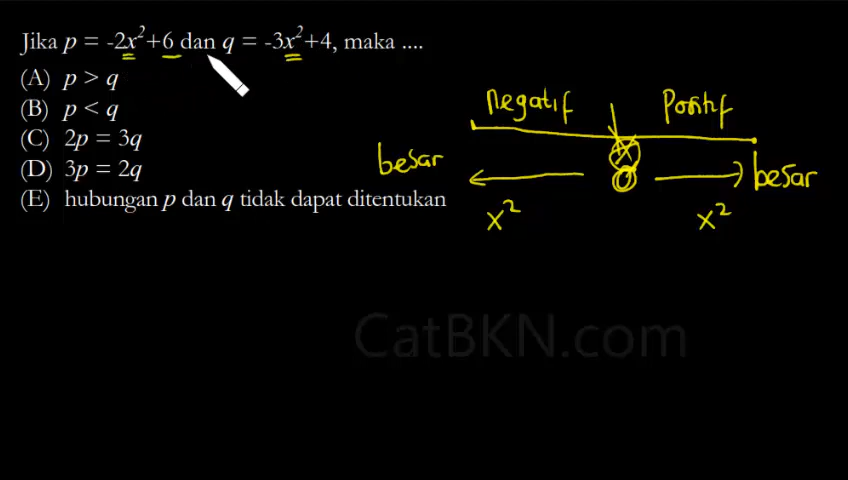 Jika p = -2x²+6 dan q = -3x²+4, maka ....
(A) p > q
(B) p < q
(C) 2p = 3q
(D) 3p = 2q
(E) hubungan p dan q tidak dapat ditentukan
negatif Positif
besar
0
besar
x² x²
CatBKN.com